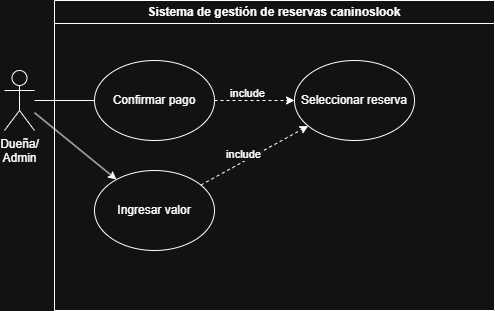 Sistema de gestión de reservas caninoslook
Confirmar pago
include
Seleccionar reserva
Dueña/
Admin
include
Ingresar valor